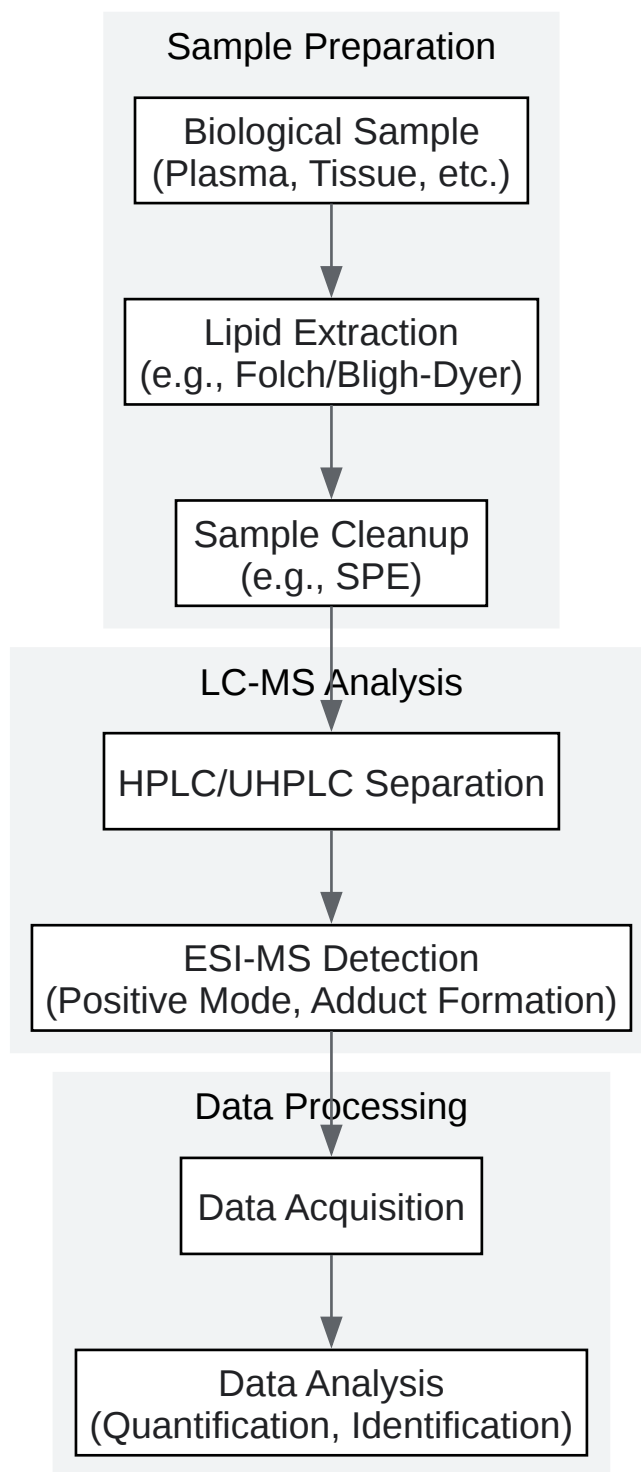 Sample Preparation
Biological Sample
(Plasma, Tissue, etc.)
Lipid Extraction
(e.g., Folch/Bligh-Dyer)
Sample Cleanup
(e.g., SPE)
LC-MS Analysis
HPLC/UHPLC Separation
ESI-MS Detection
(Positive Mode, Adduct Formation)
Data Processing
Data Acquisition
Data Analysis
(Quantification, Identification)